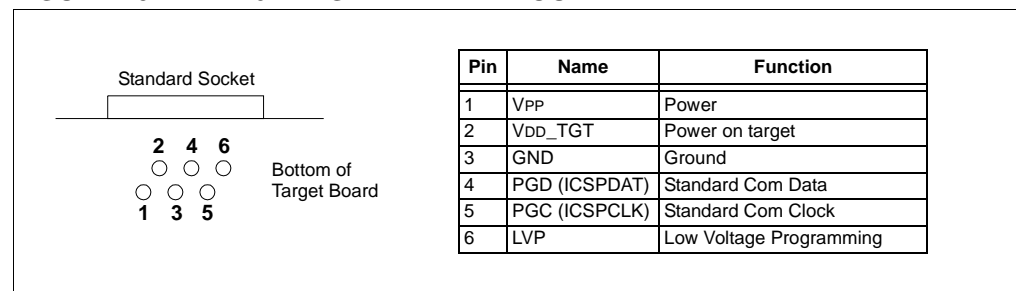 Standard Socket
2 4 6
1 3 5
Bottom of
Target Board
Pin Name Function
1 VPP Power
2 VDD_TGT Power on target
3 GND Ground
4 PGD (ICSPDAT) Standard Com Data
5 PGC (ICSPCLK) Standard Com Clock
6 LVP Low Voltage Programming